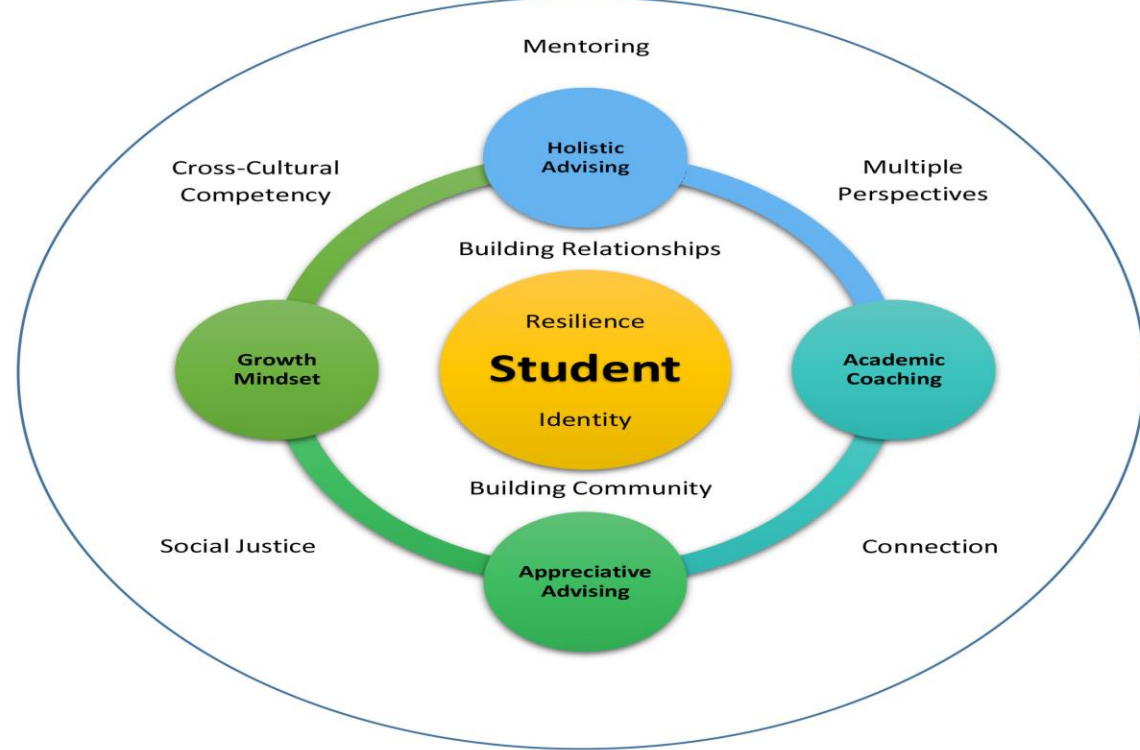 Mentoring
Holistic
Advising
Cross-Cultural
Competency
Multiple
Perspectives
Building Relationships
Resilience
Student
Identity
Growth
Mindset
Academic
Coaching
Building Community
Social Justice
Connection
Appreciative
Advising